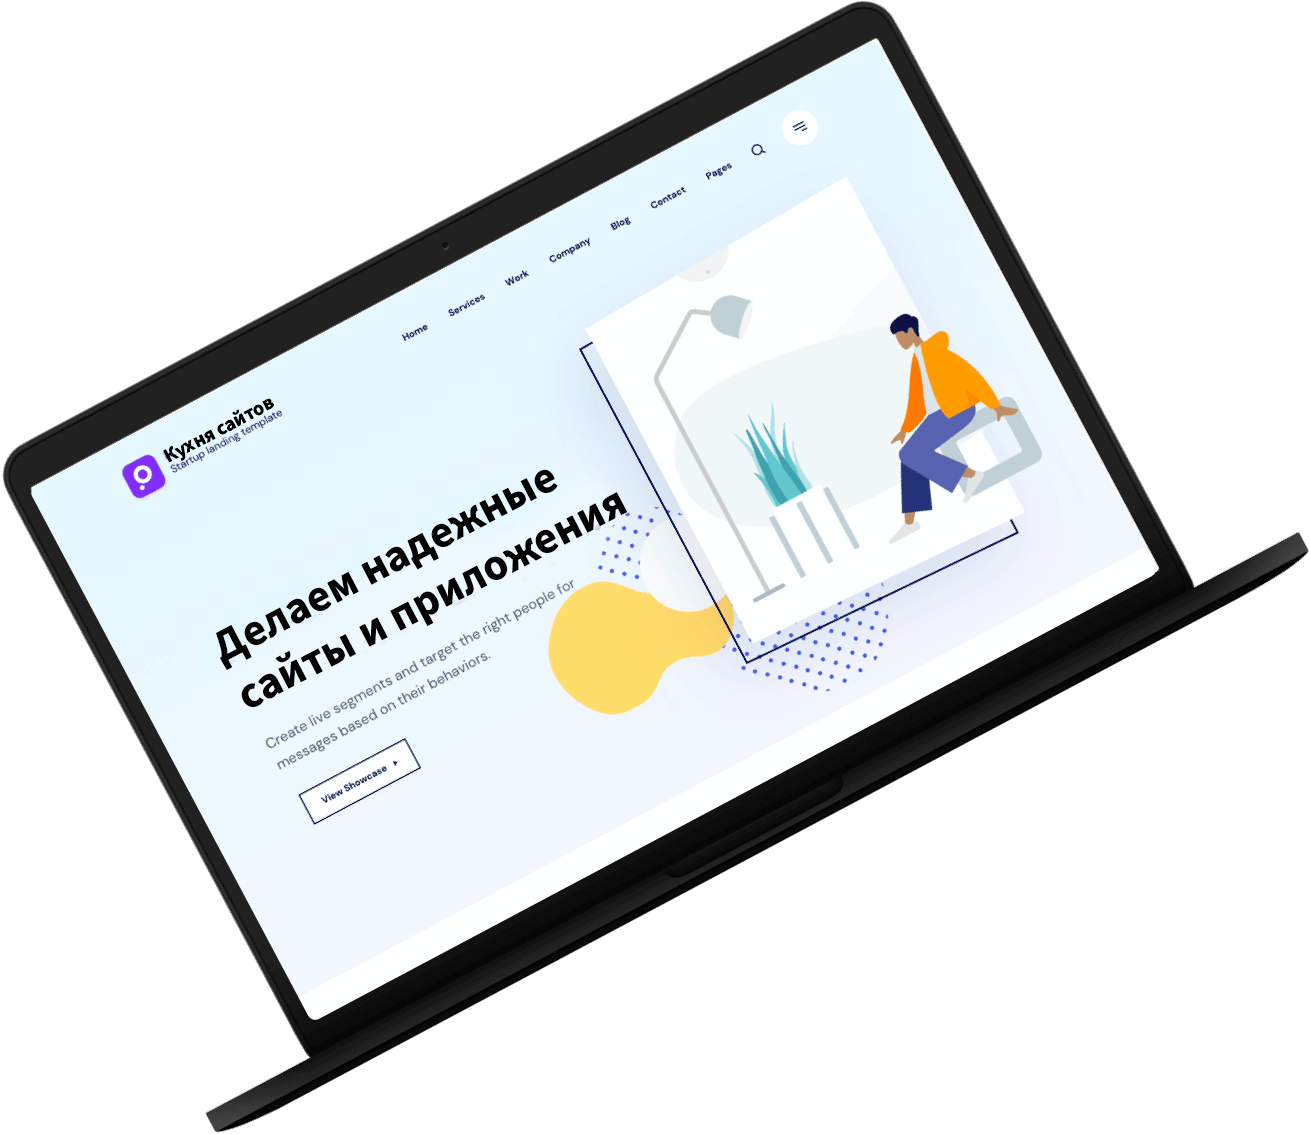 Home Services Work Company Blog Contact Pages
Кухня сайтов
Startup landing template
Делаем надежные
сайты и приложения
Create live segments and target the right people for
messages based on their behaviors.
View Showcase